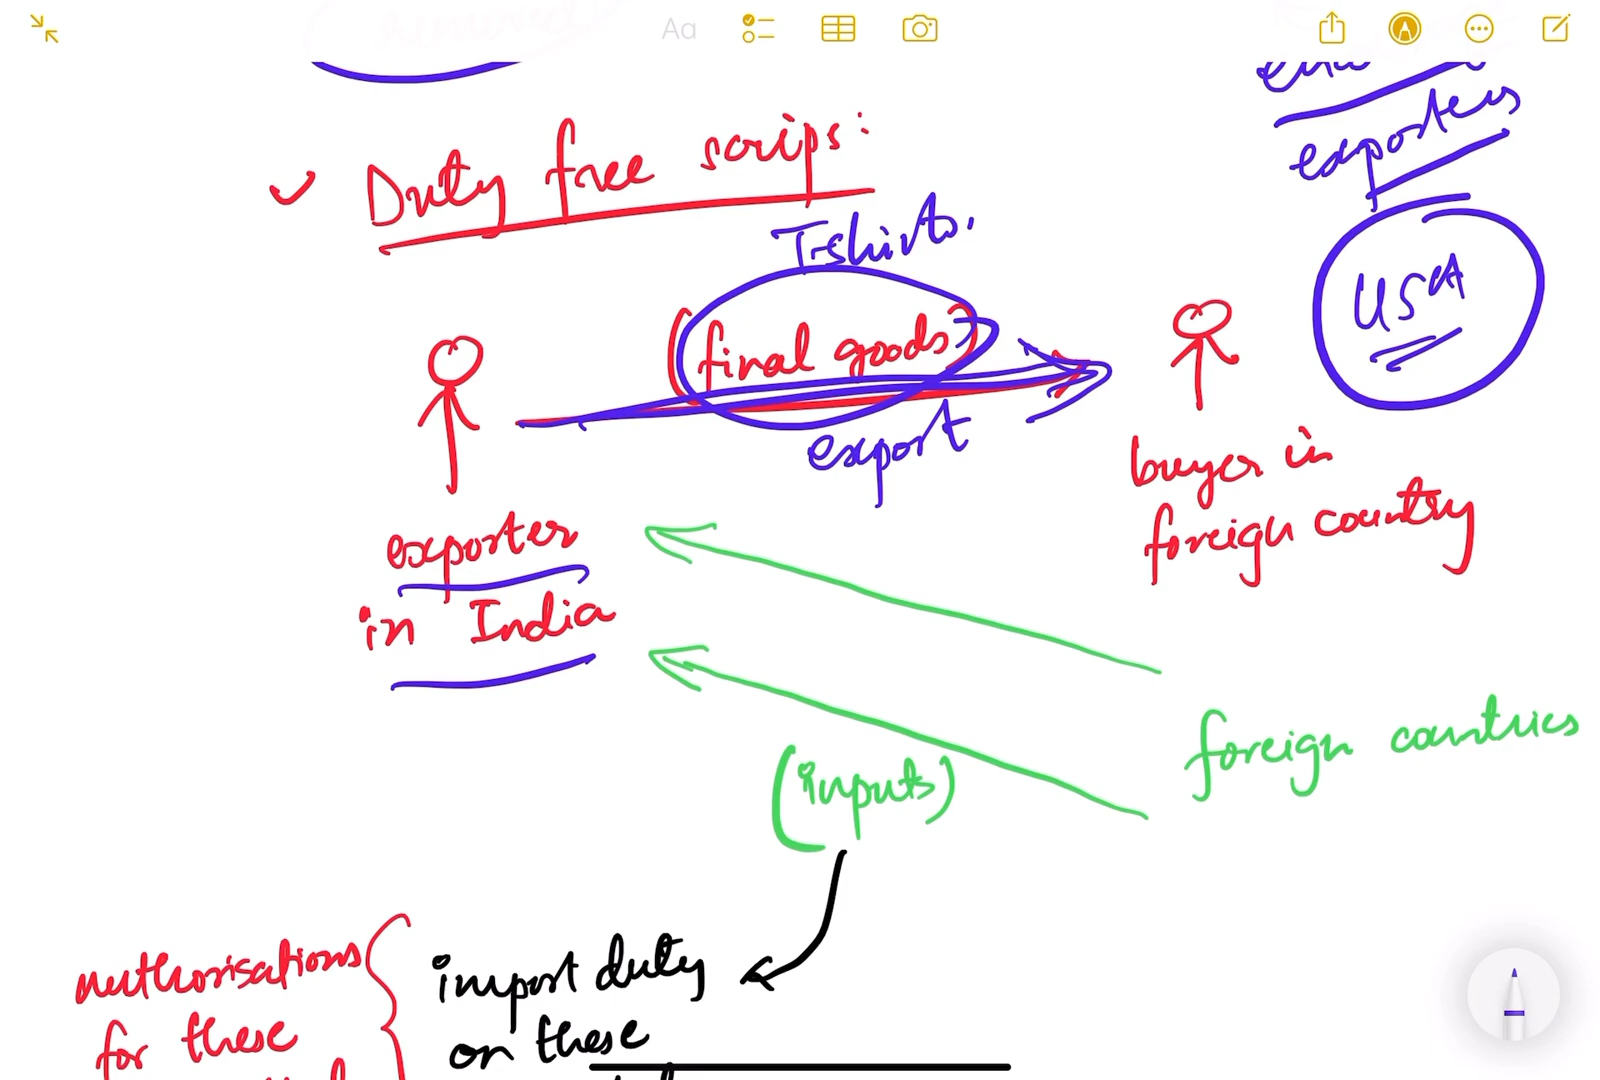 Aa
exporters
Duty free scrips:
T-shirts.
USA
(final goods)
export
buyer in
foreign country
exporter
in India
foreign countries
(inputs)
authorisations
for these
import duty
on these